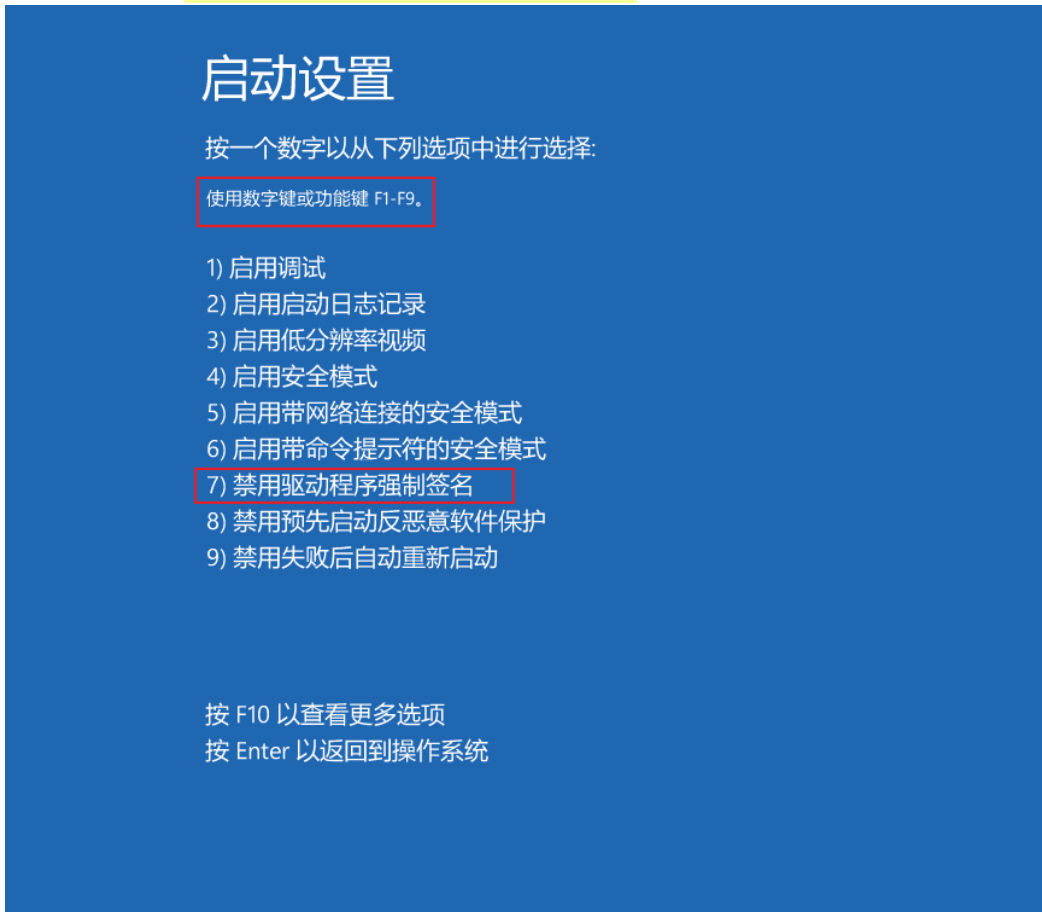 启动设置
按一个数字以从下列选项中进行选择:
使用数字键或功能键 F1-F9。
1) 启用调试
2) 启用启动日志记录
3) 启用低分辨率视频
4) 启用安全模式
5) 启用带网络连接的安全模式
6) 启用带命令提示符的安全模式
7) 禁用驱动程序强制签名
8) 禁用预先启动反恶意软件保护
9) 禁用失败后自动重新启动
按 F10 以查看更多选项
按 Enter 以返回到操作系统